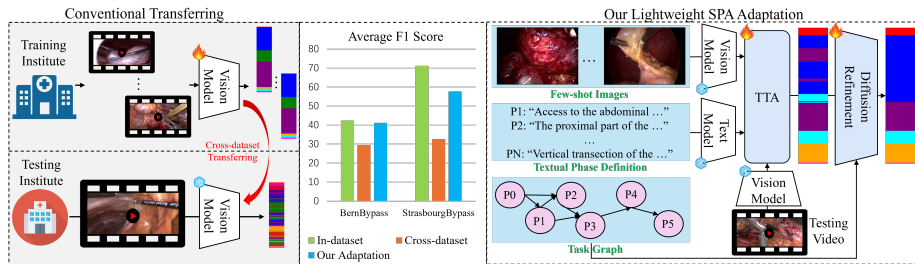 Conventional Transferring
Training
Institute
Vision
Model
Cross-dataset
Transferring
Testing
Institute
Vision
Model
Average F1 Score
80
70
60
50
40
30
20
10
0
BernBypass
StrasbourgBypass
In-dataset
Cross-dataset
Our Adaptation
Our Lightweight SPA Adaptation
...
Few-shot Images
Vision
Model
P1: “Access to the abdominal ...”
P2: “The proximal part of the ...”
...
PN: “Vertical transection of the ...”
Textual Phase Definition
Text
Model
P0
P2
P4
P1
P3
P5
Task Graph
TTA
Diffusion
Refinement
Vision
Model
Testing
Video